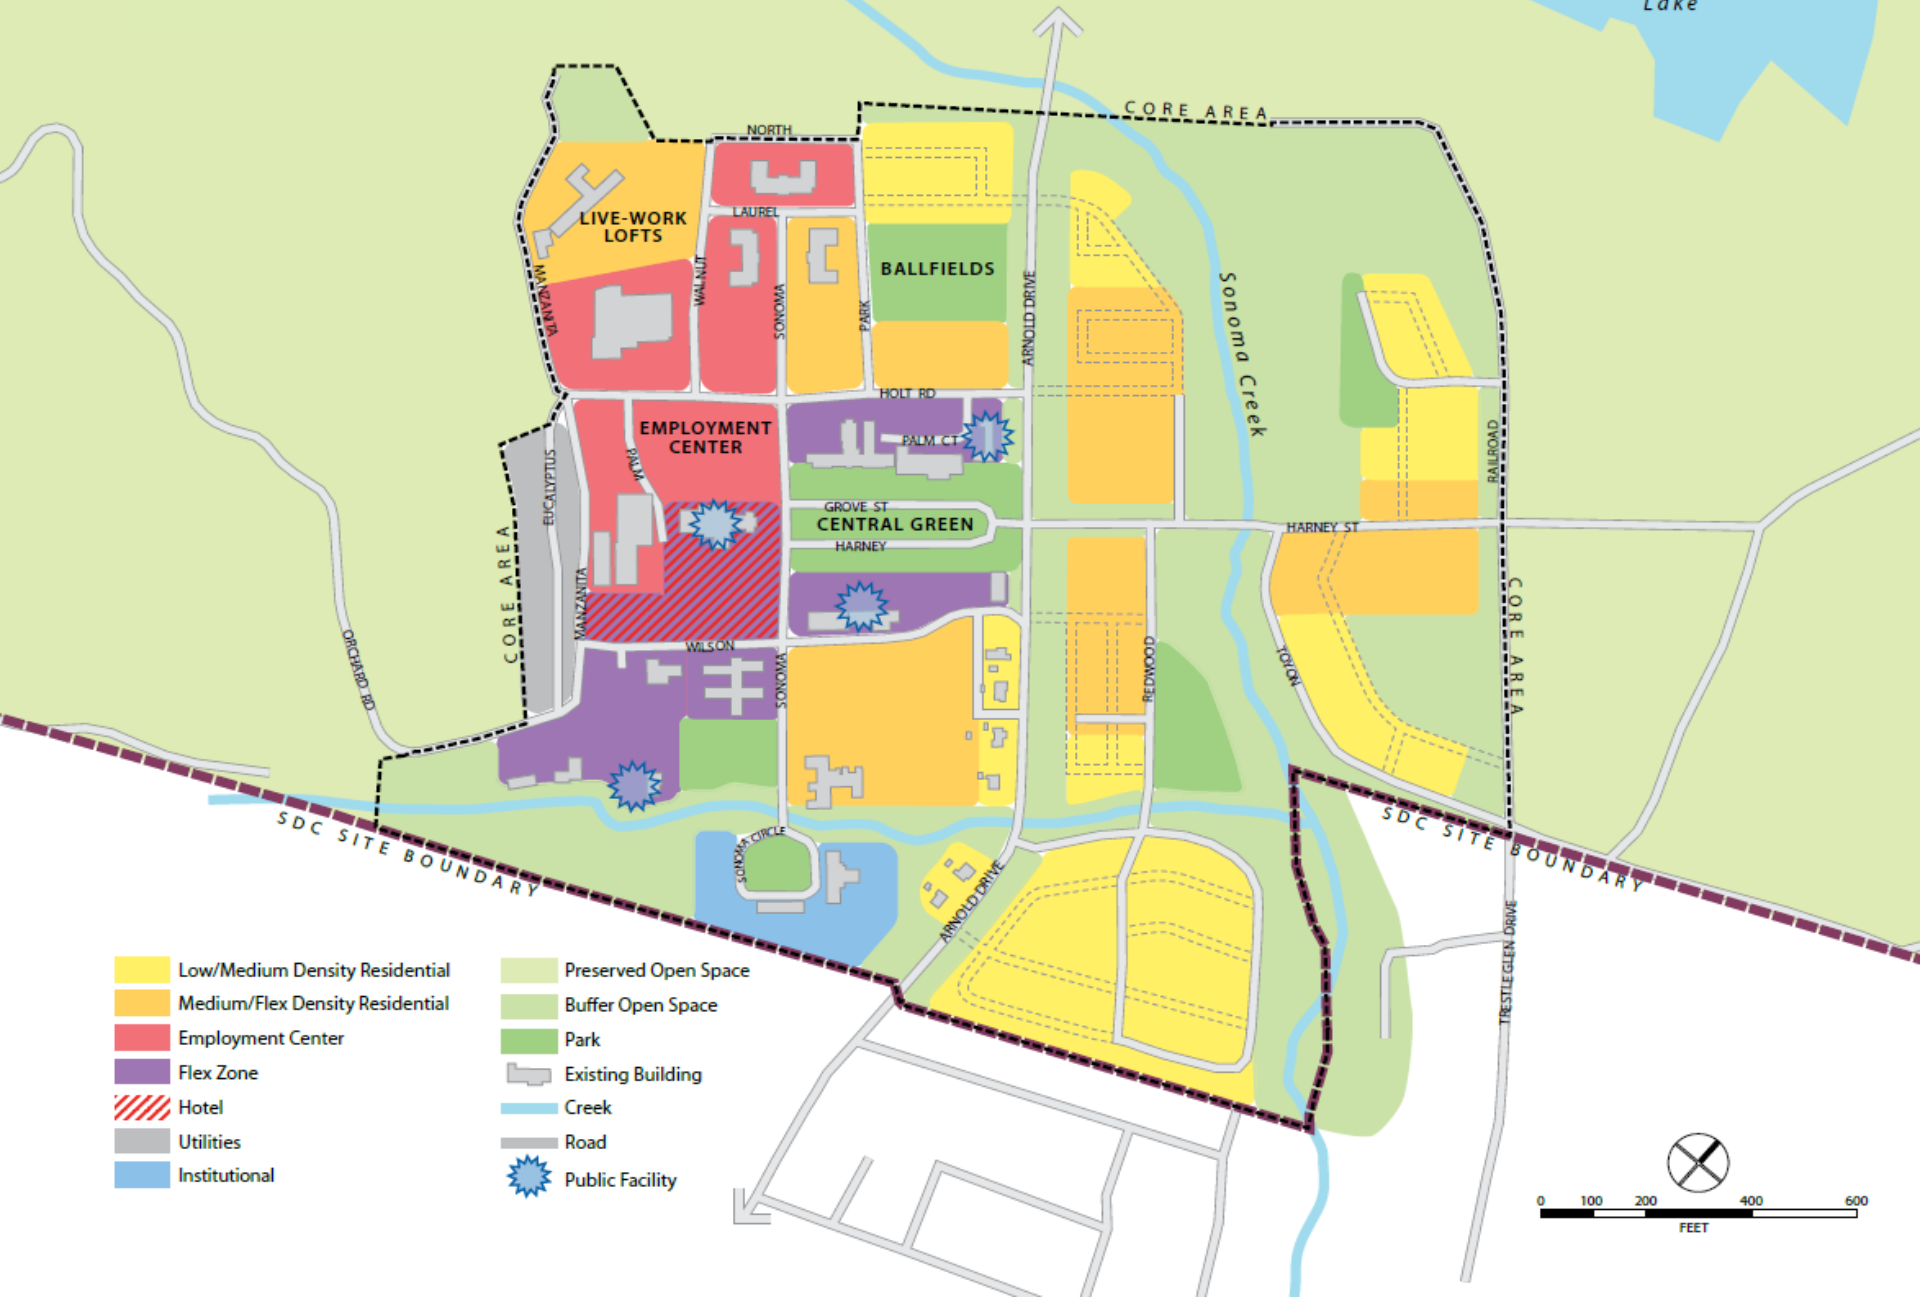 Lake
CORE AREA
NORTH
LAUREL
LIVE-WORK
LOFTS
BALLFIELDS
MANZANITA
WALNUT
SONOMA
PARK
ARNOLD DRIVE
Sonoma Creek
HOLT RD
EMPLOYMENT
CENTER
PALM CT
PALM
EUCALYPTUS
RAILROAD
GROVE ST
CENTRAL GREEN
HARNEY
HARNEY ST
CORE AREA
MANZANITA
CORE AREA
WILSON
SONOMA
REDWOOD
TOYON
ORCHARD RD
SDC SITE BOUNDARY
SDC SITE BOUNDARY
SONOMA CIRCLE
ARNOLD DRIVE
TRESTLE GLEN DRIVE
Low/Medium Density Residential
Medium/Flex Density Residential
Employment Center
Flex Zone
Hotel
Utilities
Institutional
Preserved Open Space
Buffer Open Space
Park
Existing Building
Creek
Road
Public Facility
0 100 200 400 600
FEET